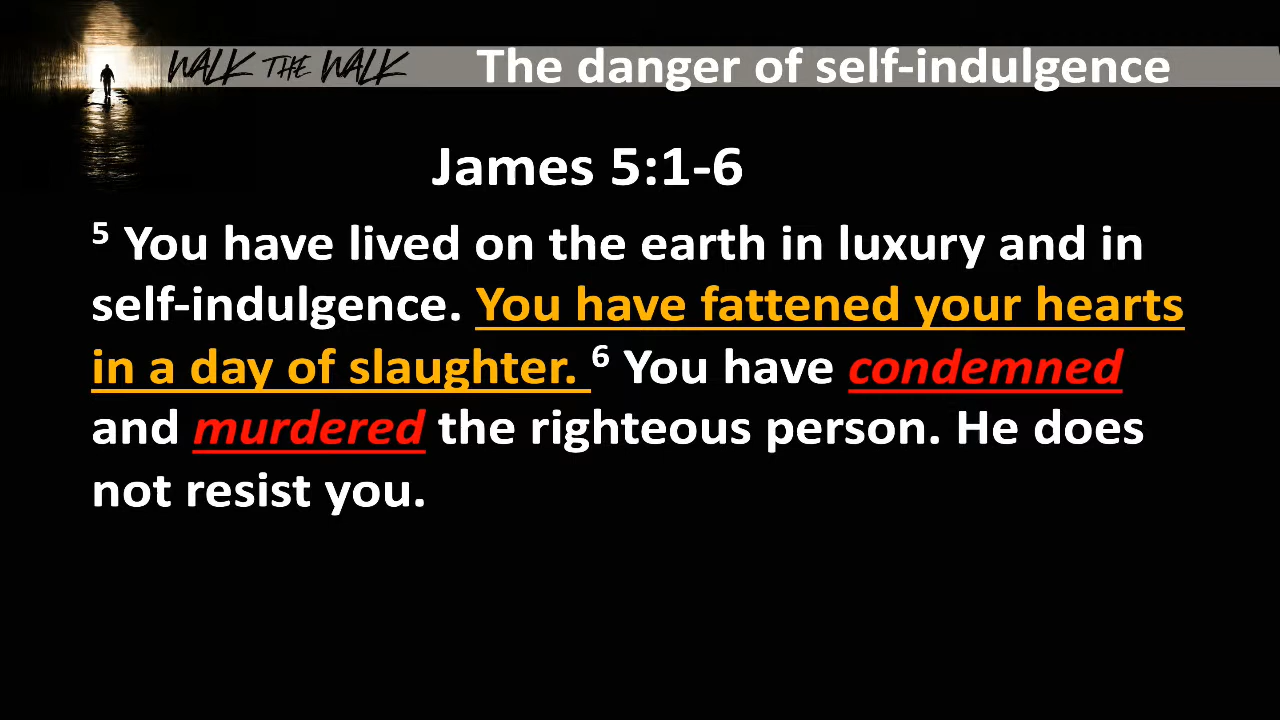 WALK THE WALK The danger of self-indulgence
James 5:1-6
5 You have lived on the earth in luxury and in
self-indulgence. You have fattened your hearts
in a day of slaughter. 6 You have condemned
and murdered the righteous person. He does
not resist you.